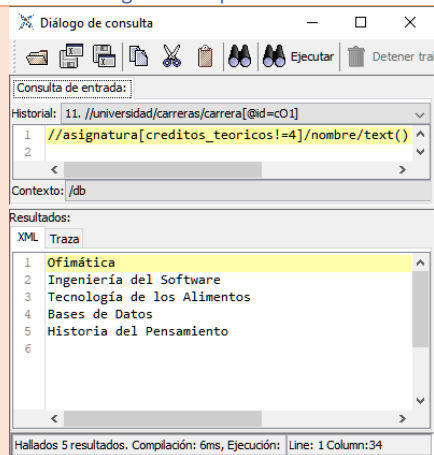 Diálogo de consulta
Ejecutar
Detener tral
Consulta de entrada:
Historial: 11. //universidad/carreras/carrera[@id=cO1]
1 //asignatura[creditos_teoricos!=4]/nombre/text()
2
Contexto: /db
Resultados:
XML Traza
1 Ofimática
2 Ingeniería del Software
3 Tecnología de los Alimentos
4 Bases de Datos
5 Historia del Pensamiento
6
Hallados 5 resultados. Compilación: 6ms, Ejecución: Line: 1 Column:34